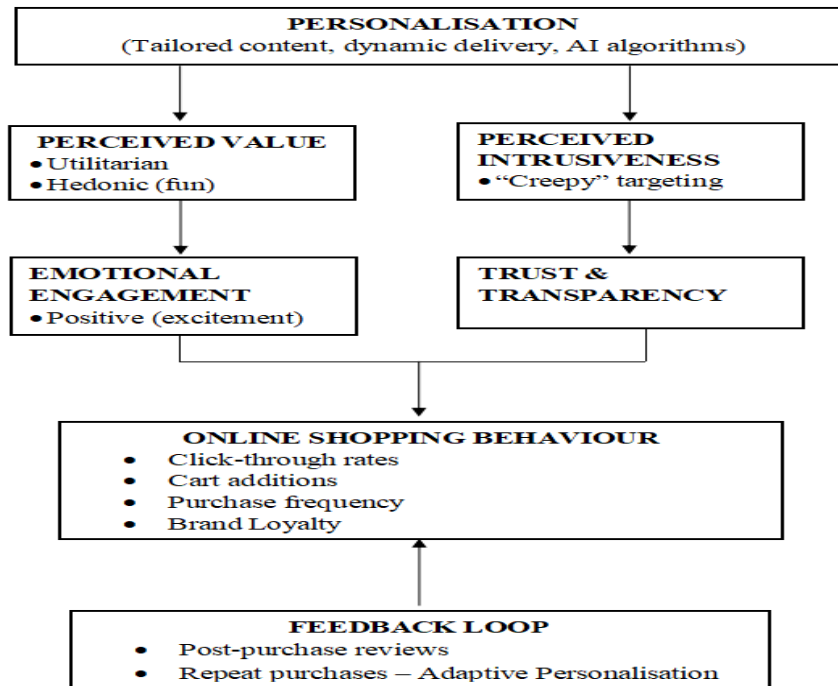 PERSONALISATION
(Tailored content, dynamic delivery, AI algorithms)
PERCEIVED VALUE
• Utilitarian
• Hedonic (fun)
PERCEIVED
INTRUSIVENESS
• “Creepy” targeting
EMOTIONAL
ENGAGEMENT
• Positive (excitement)
TRUST &
TRANSPARENCY
ONLINE SHOPPING BEHAVIOUR
• Click-through rates
• Cart additions
• Purchase frequency
• Brand Loyalty
FEEDBACK LOOP
• Post-purchase reviews
• Repeat purchases – Adaptive Personalisation